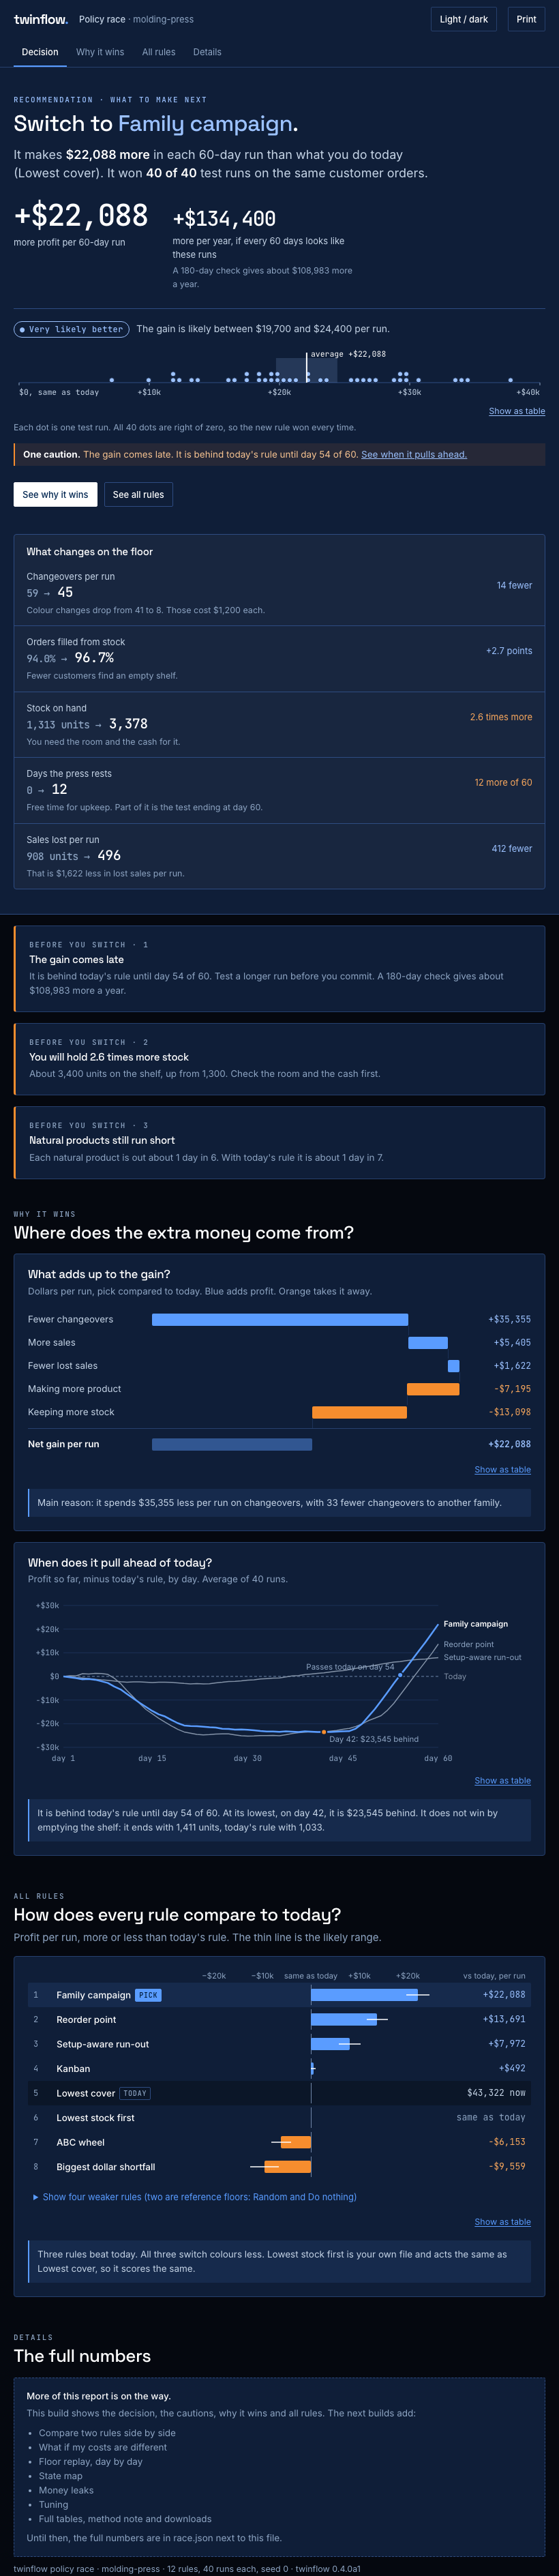 twinflow. Policy race · molding-press Light / dark Print
Decision Why it wins All rules Details
RECOMMENDATION · WHAT TO MAKE NEXT
Switch to Family campaign.
It makes $22,088 more in each 60-day run than what you do today
(Lowest cover). It won 40 of 40 test runs on the same customer orders.
+$22,088
more profit per 60-day run
+$134,400
more per year, if every 60 days looks like
these runs
A 180-day check gives about $108,983 more
a year.
Very likely better The gain is likely between $19,700 and $24,400 per run.
average +$22,088
$0, same as today +$10k +$20k +$30k +$40k
Show as table
Each dot is one test run. All 40 dots are right of zero, so the new rule won every time.
One caution. The gain comes late. It is behind today's rule until day 54 of 60. See when it pulls ahead.
See why it wins See all rules
What changes on the floor
Changeovers per run
59 → 45
14 fewer
Colour changes drop from 41 to 8. Those cost $1,200 each.
Orders filled from stock
94.0% → 96.7%
+2.7 points
Fewer customers find an empty shelf.
Stock on hand
1,313 units → 3,378
2.6 times more
You need the room and the cash for it.
Days the press rests
0 → 12
12 more of 60
Free time for upkeep. Part of it is the test ending at day 60.
Sales lost per run
908 units → 496
412 fewer
That is $1,622 less in lost sales per run.
BEFORE YOU SWITCH · 1
The gain comes late
It is behind today's rule until day 54 of 60. Test a longer run before you commit. A 180-day check gives about
$108,983 more a year.
BEFORE YOU SWITCH · 2
You will hold 2.6 times more stock
About 3,400 units on the shelf, up from 1,300. Check the room and the cash first.
BEFORE YOU SWITCH · 3
Natural products still run short
Each natural product is out about 1 day in 6. With today's rule it is about 1 day in 7.
WHY IT WINS
Where does the extra money come from?
What adds up to the gain?
Dollars per run, pick compared to today. Blue adds profit. Orange takes it away.
Fewer changeovers +$35,355
More sales +$5,405
Fewer lost sales +$1,622
Making more product -$7,195
Keeping more stock -$13,098
Net gain per run +$22,088
Show as table
Main reason: it spends $35,355 less per run on changeovers, with 33 fewer changeovers to another family.
When does it pull ahead of today?
Profit so far, minus today's rule, by day. Average of 40 runs.
+$30k
+$20k
+$10k
$0
−$10k
−$20k
−$30k
Family campaign
Reorder point
Setup-aware run-out
Today
Passes today on day 54
Day 42: $23,545 behind
day 1 day 15 day 30 day 45 day 60
Show as table
It is behind today's rule until day 54 of 60. At its lowest, on day 42, it is $23,545 behind. It does not win by
emptying the shelf: it ends with 1,411 units, today's rule with 1,033.
ALL RULES
How does every rule compare to today?
Profit per run, more or less than today's rule. The thin line is the likely range.
−$20k −$10k same as today +$10k +$20k vs today, per run
1 Family campaign PICK +$22,088
2 Reorder point +$13,691
3 Setup-aware run-out +$7,972
4 Kanban +$492
5 Lowest cover TODAY $43,322 now
6 Lowest stock first same as today
7 ABC wheel -$6,153
8 Biggest dollar shortfall -$9,559
▶ Show four weaker rules (two are reference floors: Random and Do nothing)
Show as table
Three rules beat today. All three switch colours less. Lowest stock first is your own file and acts the same as
Lowest cover, so it scores the same.
DETAILS
The full numbers
More of this report is on the way.
This build shows the decision, the cautions, why it wins and all rules. The next builds add:
• Compare two rules side by side
• What if my costs are different
• Floor replay, day by day
• State map
• Money leaks
• Tuning
• Full tables, method note and downloads
Until then, the full numbers are in race.json next to this file.
twinflow policy race · molding-press · 12 rules, 40 runs each, seed 0 · twinflow 0.4.0a1